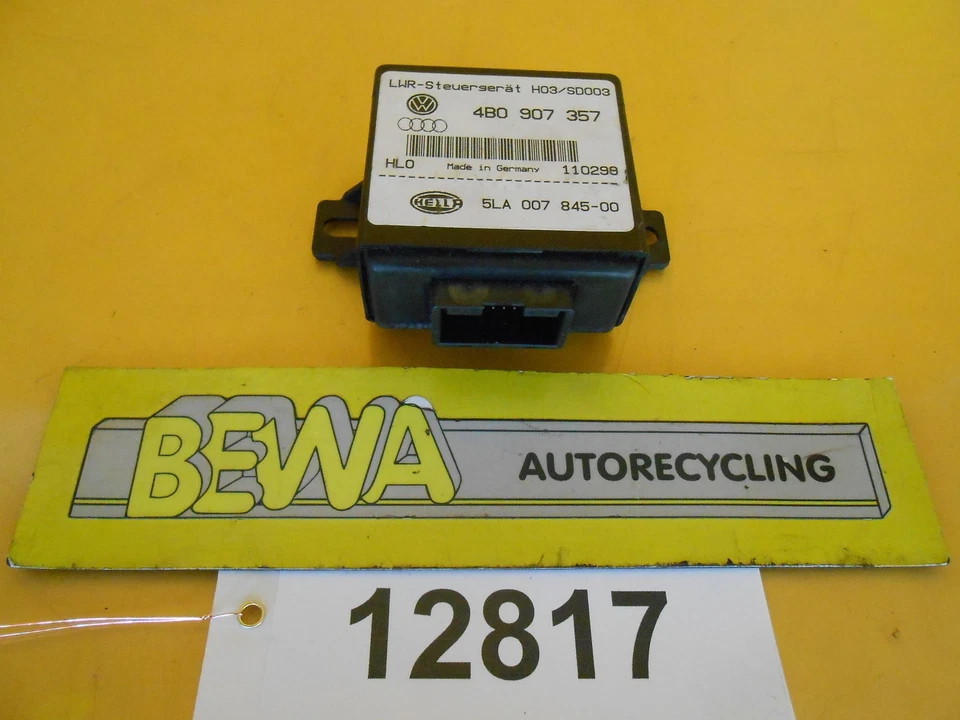 LWR-Steuergerät H03/SD003
4B0 907 357
HLO Made in Germany 110298
HELLA 5LA 007 845-00
BEWA AUTORECYCLING
12817